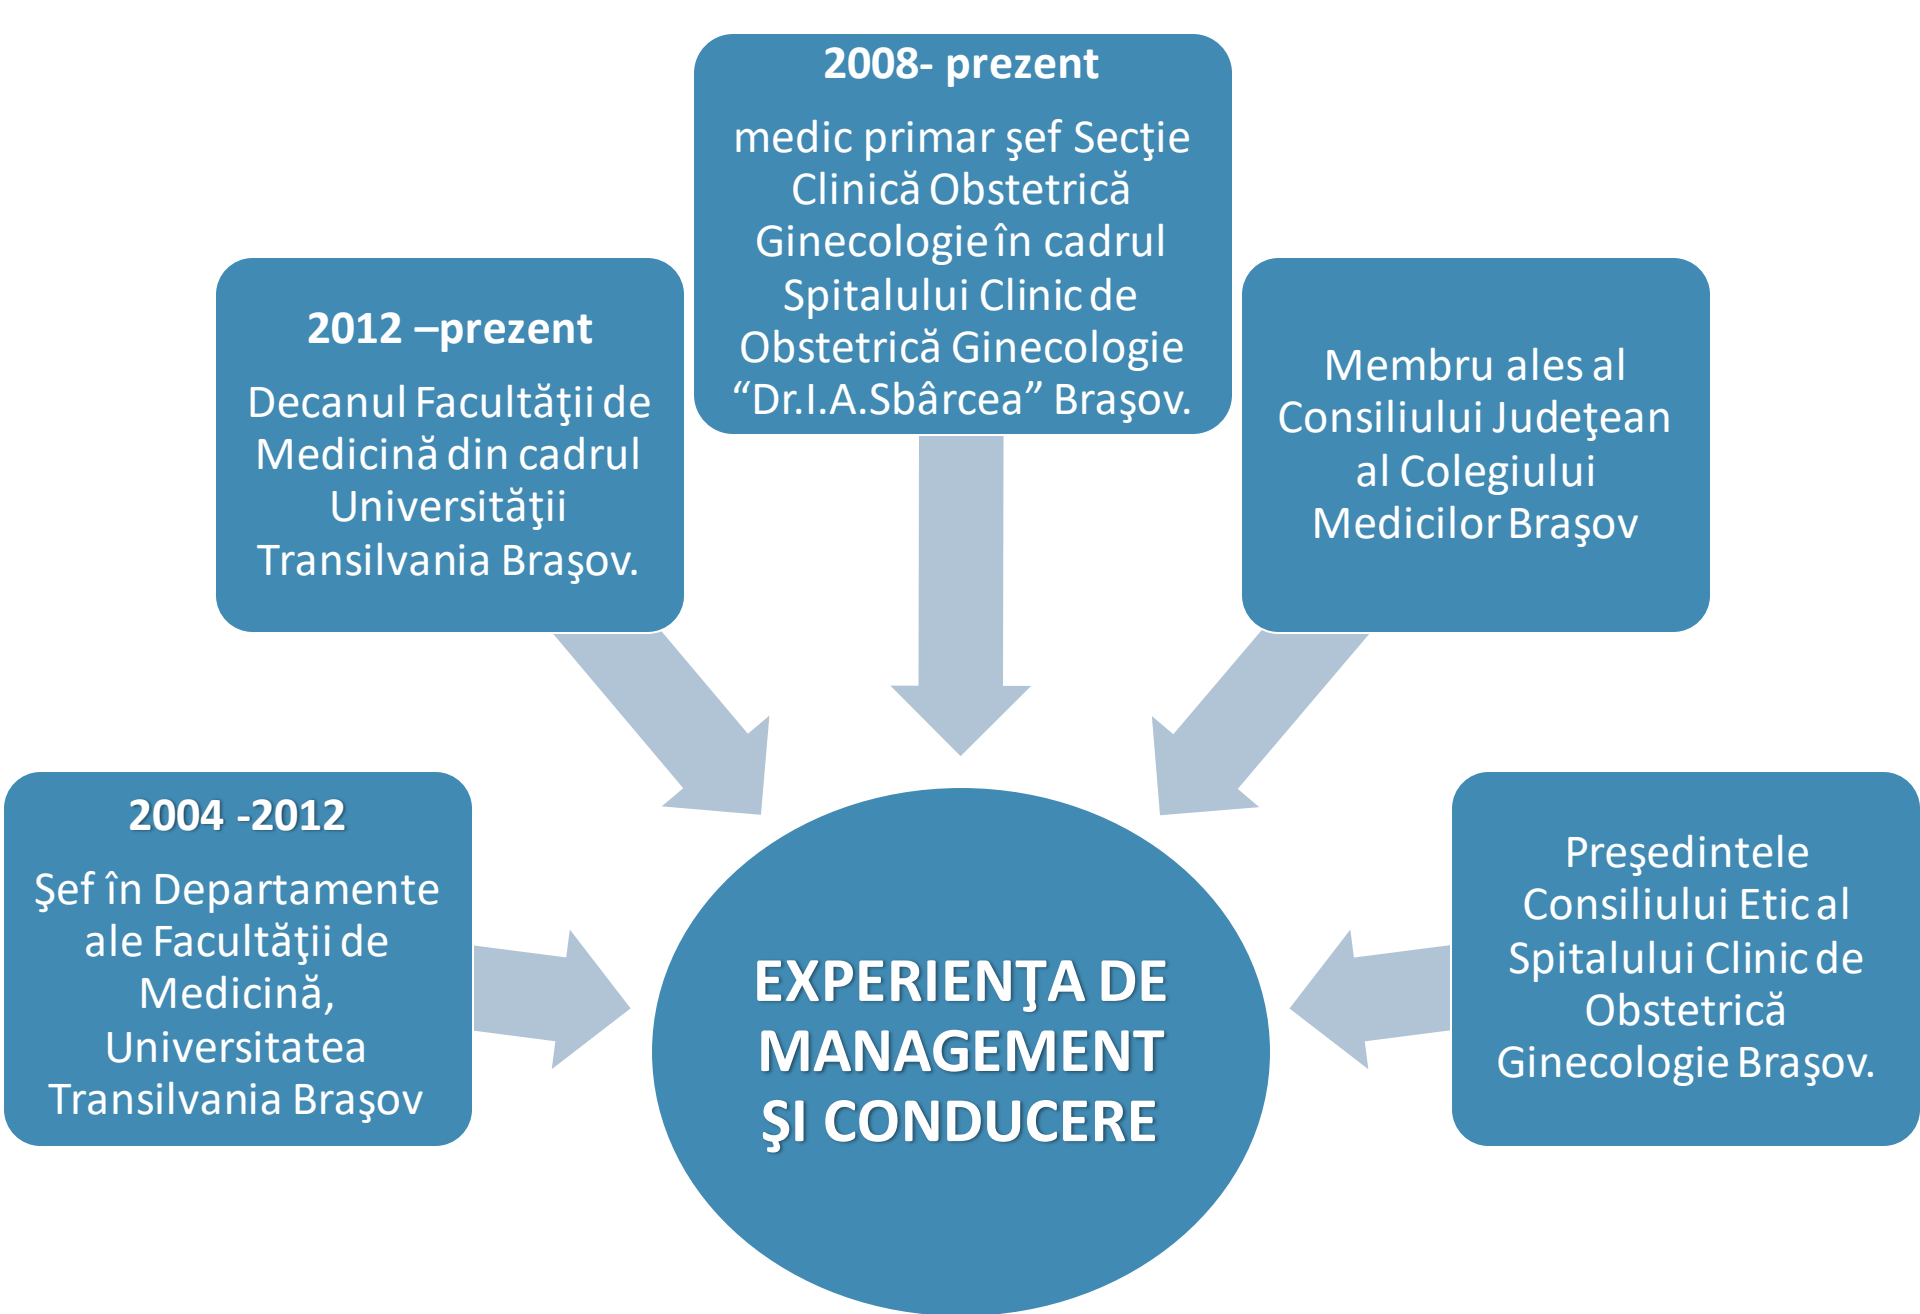 2004 -2012
Şef în Departamente
ale Facultăţii de
Medicină,
Universitatea
Transilvania Braşov
2012 –prezent
Decanul Facultăţii de
Medicină din cadrul
Universităţii
Transilvania Braşov.
2008- prezent
medic primar şef Secţie
Clinică Obstetrică
Ginecologie în cadrul
Spitalului Clinic de
Obstetrică Ginecologie
“Dr.I.A.Sbârcea” Braşov.
Membru ales al
Consiliului Judeţean
al Colegiului
Medicilor Braşov
Preşedintele
Consiliului Etic al
Spitalului Clinic de
Obstetrică
Ginecologie Braşov.
EXPERIENŢA DE
MANAGEMENT
ŞI CONDUCERE